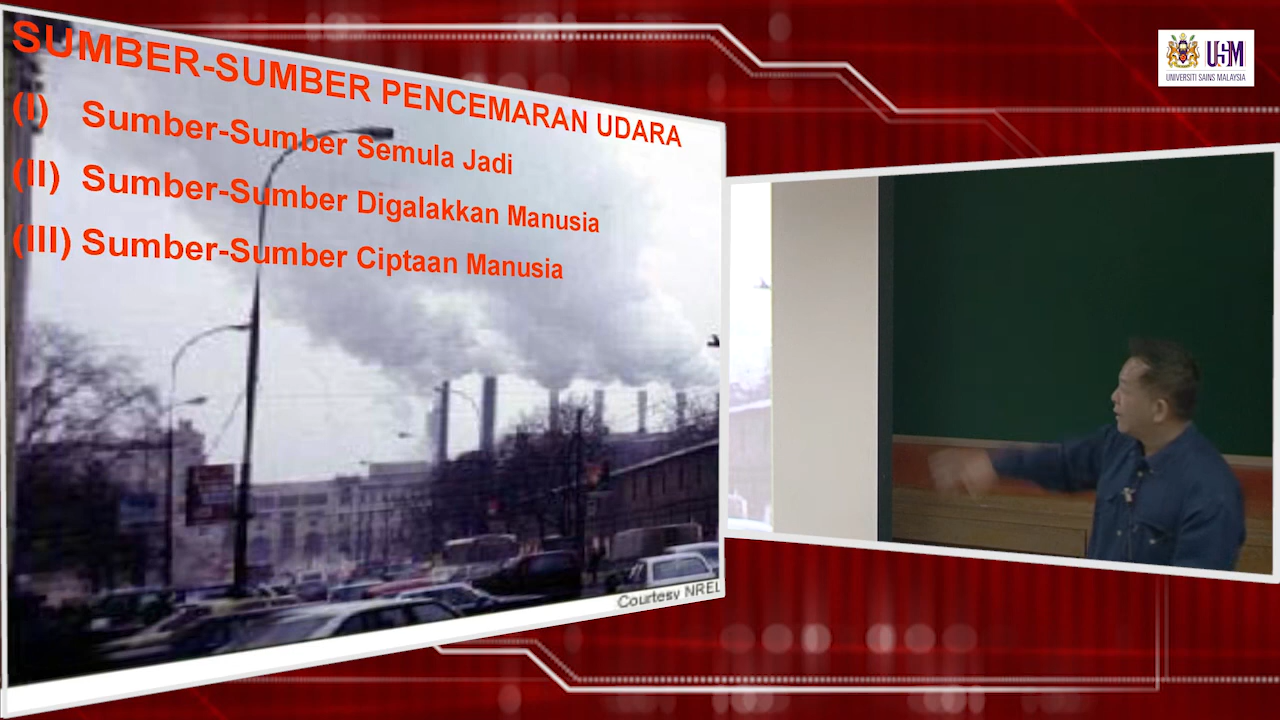 SUMBER-SUMBER PENCEMARAN UDARA
(I) Sumber-Sumber Semula Jadi
(II) Sumber-Sumber Digalakkan Manusia
(III) Sumber-Sumber Ciptaan Manusia
Courtesy NREL
USM
UNIVERSITI SAINS MALAYSIA